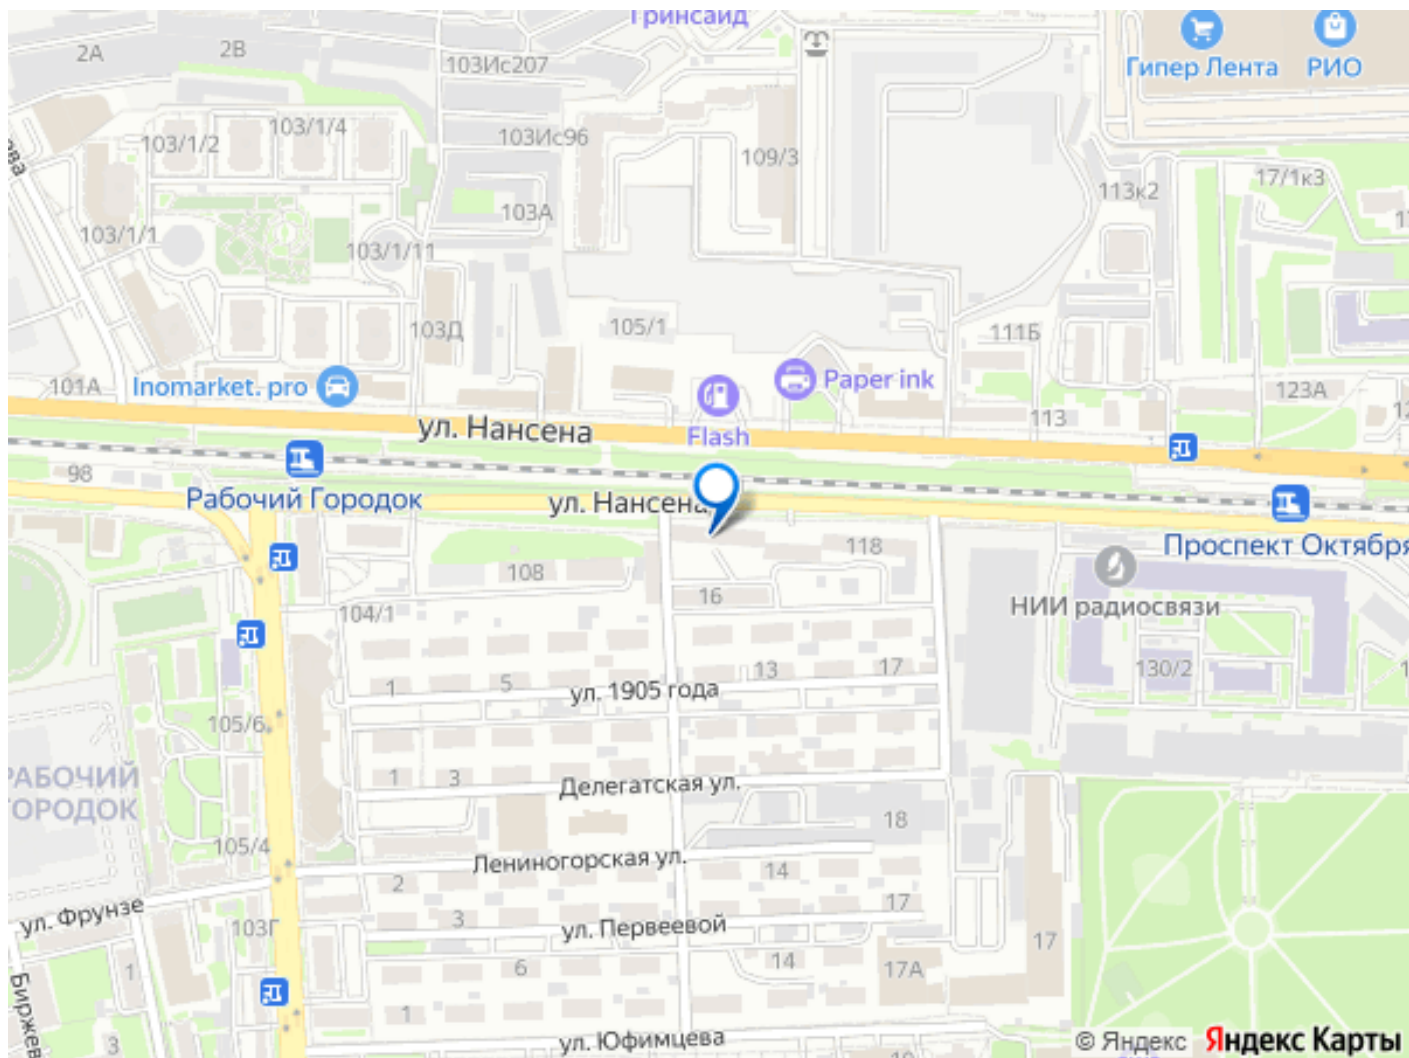 Гринсайд
2А
2В
103Ис207
Гипер Лента
РИО
103/1/4
103/1/2
103Ис96
109/3
17/1к3
113к2
103А
103/1/1
103/1/11
103Д
105/1
111Б
101А
Inomarket. pro
Paper ink
123А
ул. Нансена
Flash
113
98
Рабочий Городок
ул. Нансена
118
Проспект Октября
108
16
НИИ радиосвязи
104/1
130/2
13
17
1
5
ул. 1905 года
105/6
РАБОЧИЙ
ГОРОДОК
1
3
Делегатская ул.
18
105/4
Лениногорская ул.
14
2
ул. Фрунзе
103Г
3
17
ул. Первеевой
17
1
6
14
17А
Биржев
1
3
ул. Юфимцева
10
© Яндекс Яндекс Карты